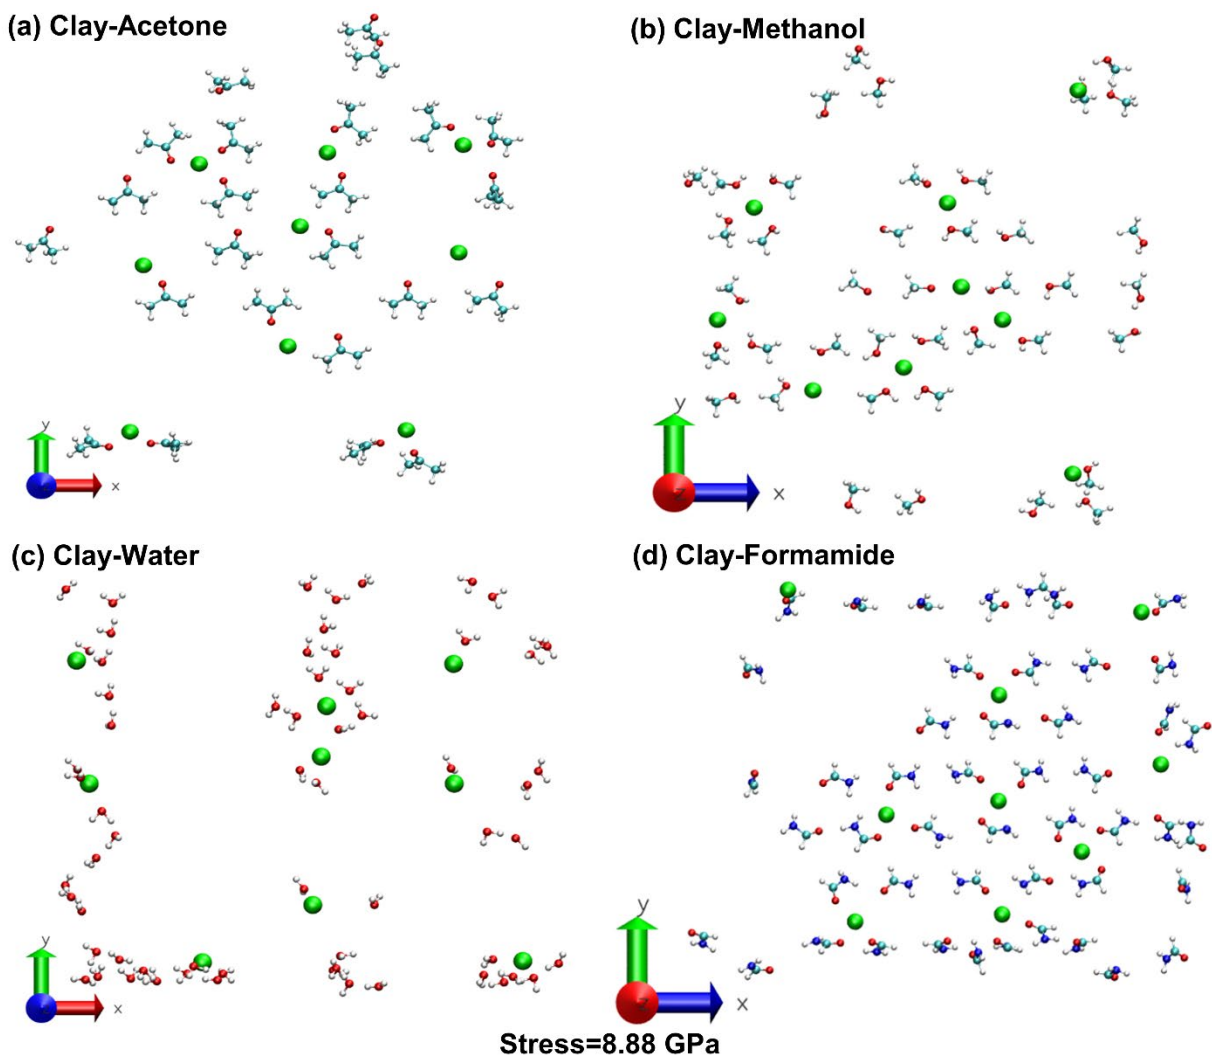 (a) Clay-Acetone
(b) Clay-Methanol
y
x
y
z
x
(c) Clay-Water
(d) Clay-Formamide
y
x
y
z
x
Stress=8.88 GPa